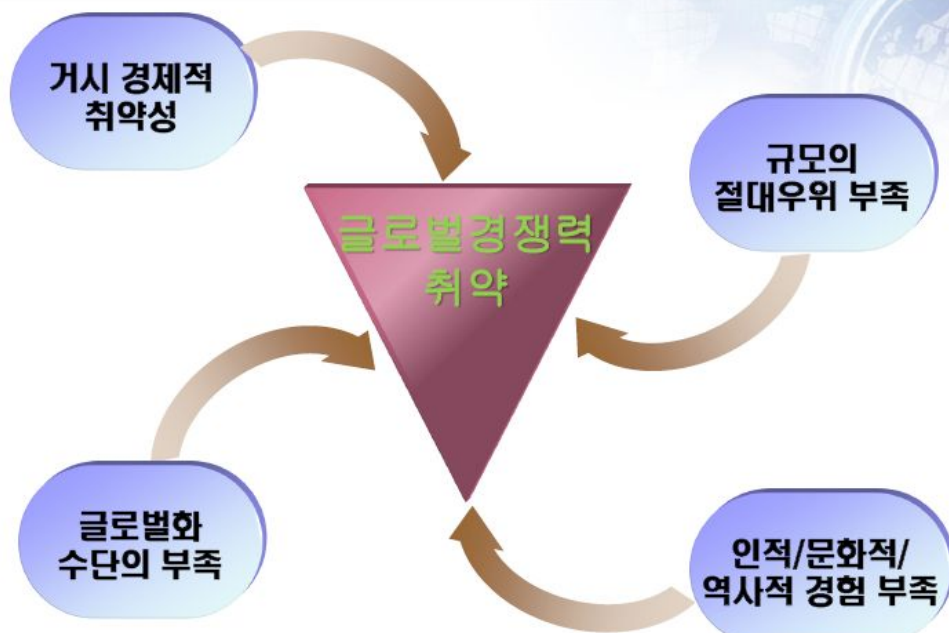 거시 경제적
취약성
규모의
절대우위 부족
글로벌경쟁력
취약
글로벌화
수단의 부족
인적/문화적/
역사적 경험 부족